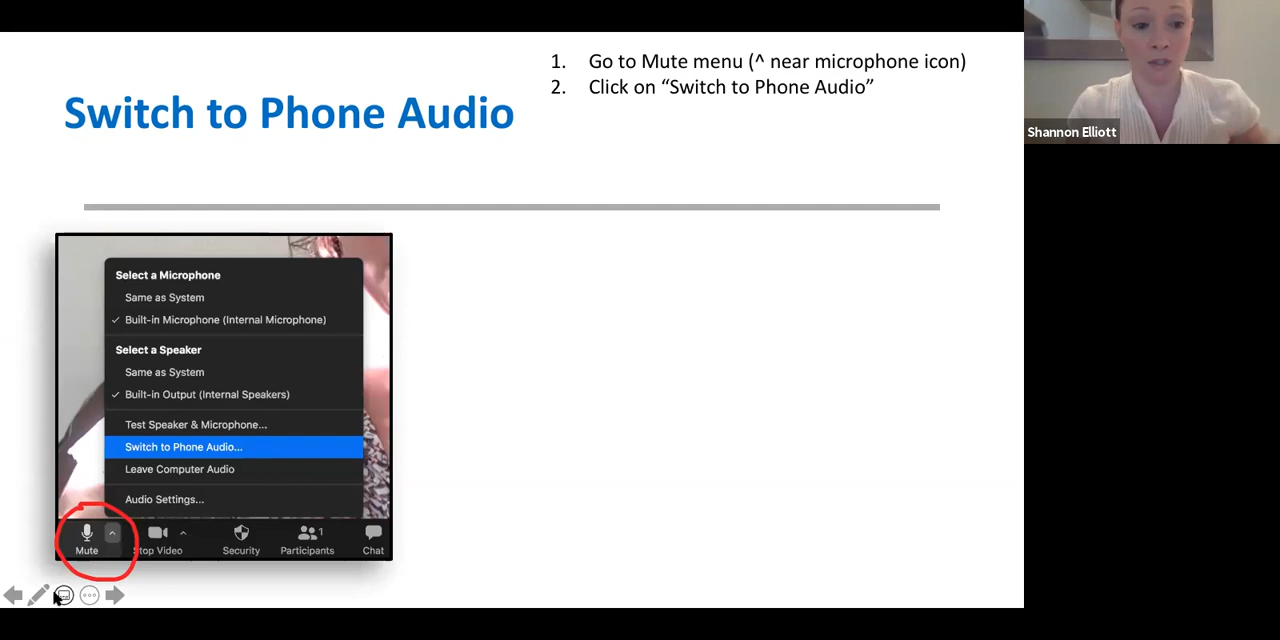 1. Go to Mute menu (^ near microphone icon)
2. Click on “Switch to Phone Audio”
Switch to Phone Audio
Shannon Elliott
Select a Microphone
Same as System
✓ Built-in Microphone (Internal Microphone)
Select a Speaker
Same as System
✓ Built-in Output (Internal Speakers)
Test Speaker & Microphone...
Switch to Phone Audio...
Leave Computer Audio
Audio Settings...
1
Mute Stop Video Security Participants Chat